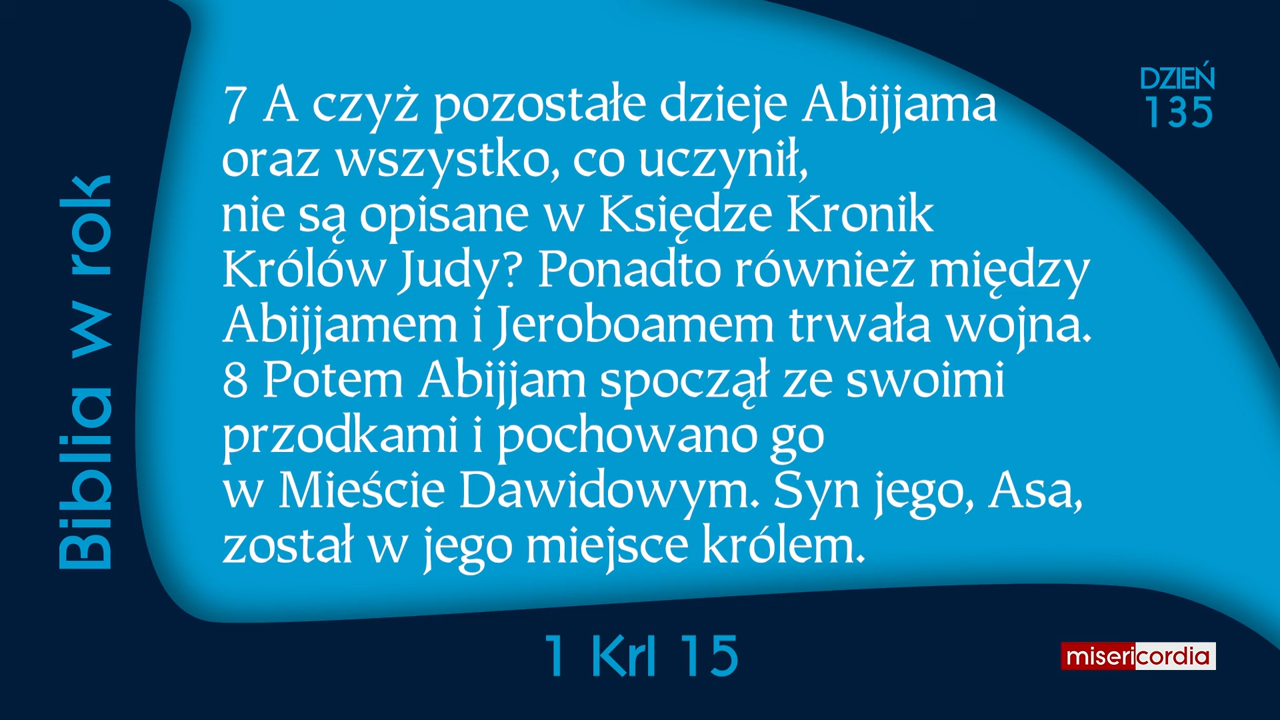 DZIEŃ
135
7 A czyż pozostałe dzieje Abijjama
oraz wszystko, co uczynił,
nie są opisane w Księdze Kronik
Królów Judy? Ponadto również między
Abijjamem i Jeroboamem trwała wojna.
8 Potem Abijjam spoczął ze swoimi
przodkami i pochowano go
w Mieście Dawidowym. Syn jego, Asa,
został w jego miejsce królem.
Biblia w rok
1 Krl 15
misericordia